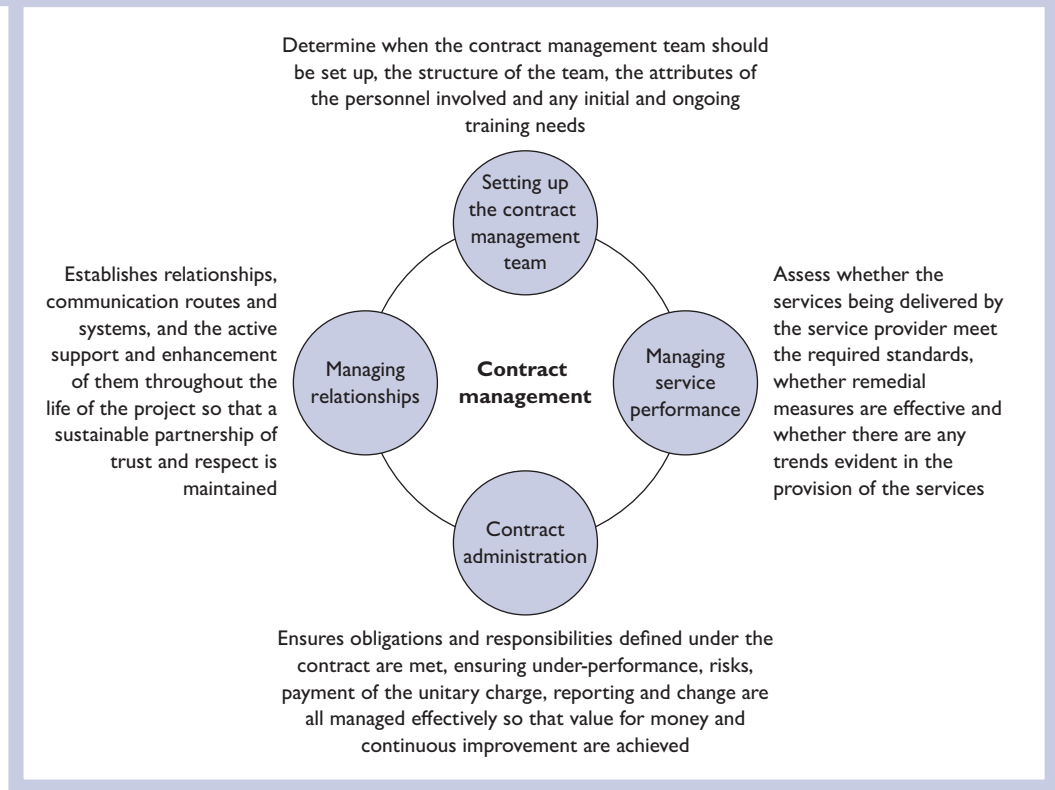 Determine when the contract management team should
be set up, the structure of the team, the attributes of
the personnel involved and any initial and ongoing
training needs
Setting up
the contract
management
team
Establishes relationships,
communication routes and
systems, and the active
support and enhancement
of them throughout the
life of the project so that a
sustainable partnership of
trust and respect is
maintained
Managing
relationships
Contract
management
Managing
service
performance
Assess whether the
services being delivered by
the service provider meet
the required standards,
whether remedial
measures are effective and
whether there are any
trends evident in the
provision of the services
Contract
administration
Ensures obligations and responsibilities defined under the
contract are met, ensuring under-performance, risks,
payment of the unitary charge, reporting and change are
all managed effectively so that value for money and
continuous improvement are achieved